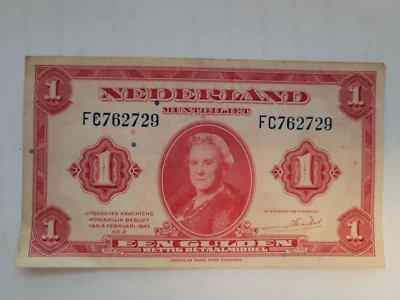 1 NEDERLAND 1
MUNTBILJET
FC762729 FC762729
1 1
UITGEGEVEN KRACHTENS
KONINKLIJK BESLUIT
VAN 4 FEBRUARI 1943
NO. 2
DE MINISTER VAN FINANCIËN,
1 EEN GULDEN 1
WETTIG BETAALMIDDEL
AMERICAN BANK NOTE COMPANY